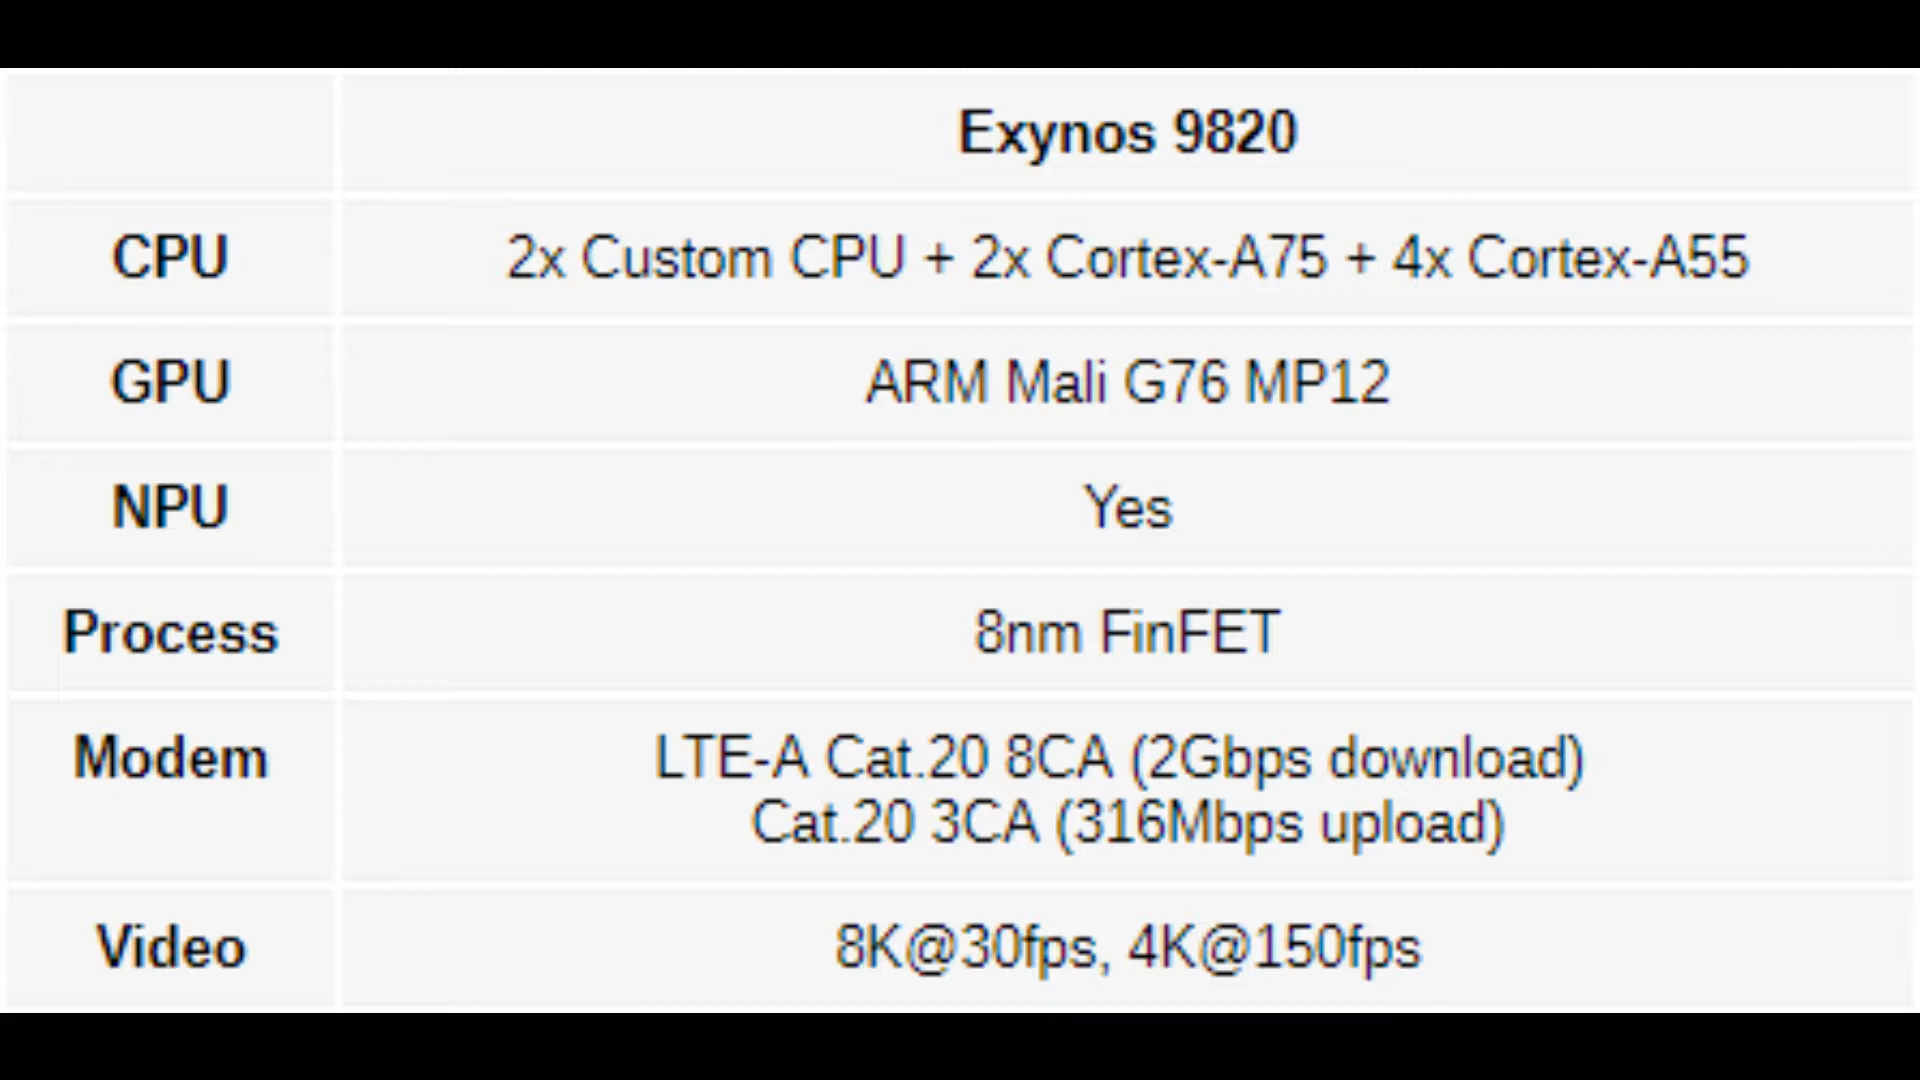 Exynos 9820
CPU 2x Custom CPU + 2x Cortex-A75 + 4x Cortex-A55
GPU ARM Mali G76 MP12
NPU Yes
Process 8nm FinFET
Modem LTE-A Cat.20 8CA (2Gbps download)
Cat.20 3CA (316Mbps upload)
Video 8K@30fps, 4K@150fps